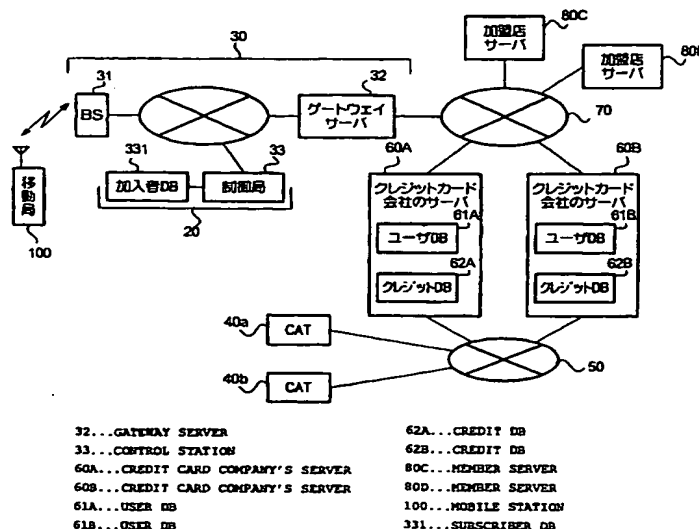 30
31
BS
32
ゲートウェイ
サーバ
331
加入者DB
33
制御局
20
移
動
局
100
加盟店
サーバ
80C
加盟店
サーバ
70
60A
クレジットカード
会社のサーバ
61A
ユーザDB
62A
クレジットDB
60B
クレジットカード
会社のサーバ
61B
ユーザDB
62B
クレジットDB
40a
CAT
40b
CAT
50
32...GATEWAY SERVER
33...CONTROL STATION
60A...CREDIT CARD COMPANY'S SERVER
60B...CREDIT CARD COMPANY'S SERVER
61A...USER DB
61B...USER DB
62A...CREDIT DB
62B...CREDIT DB
80C...MEMBER SERVER
80D...MEMBER SERVER
100...MOBILE STATION
331...SUBSCRIBER DB